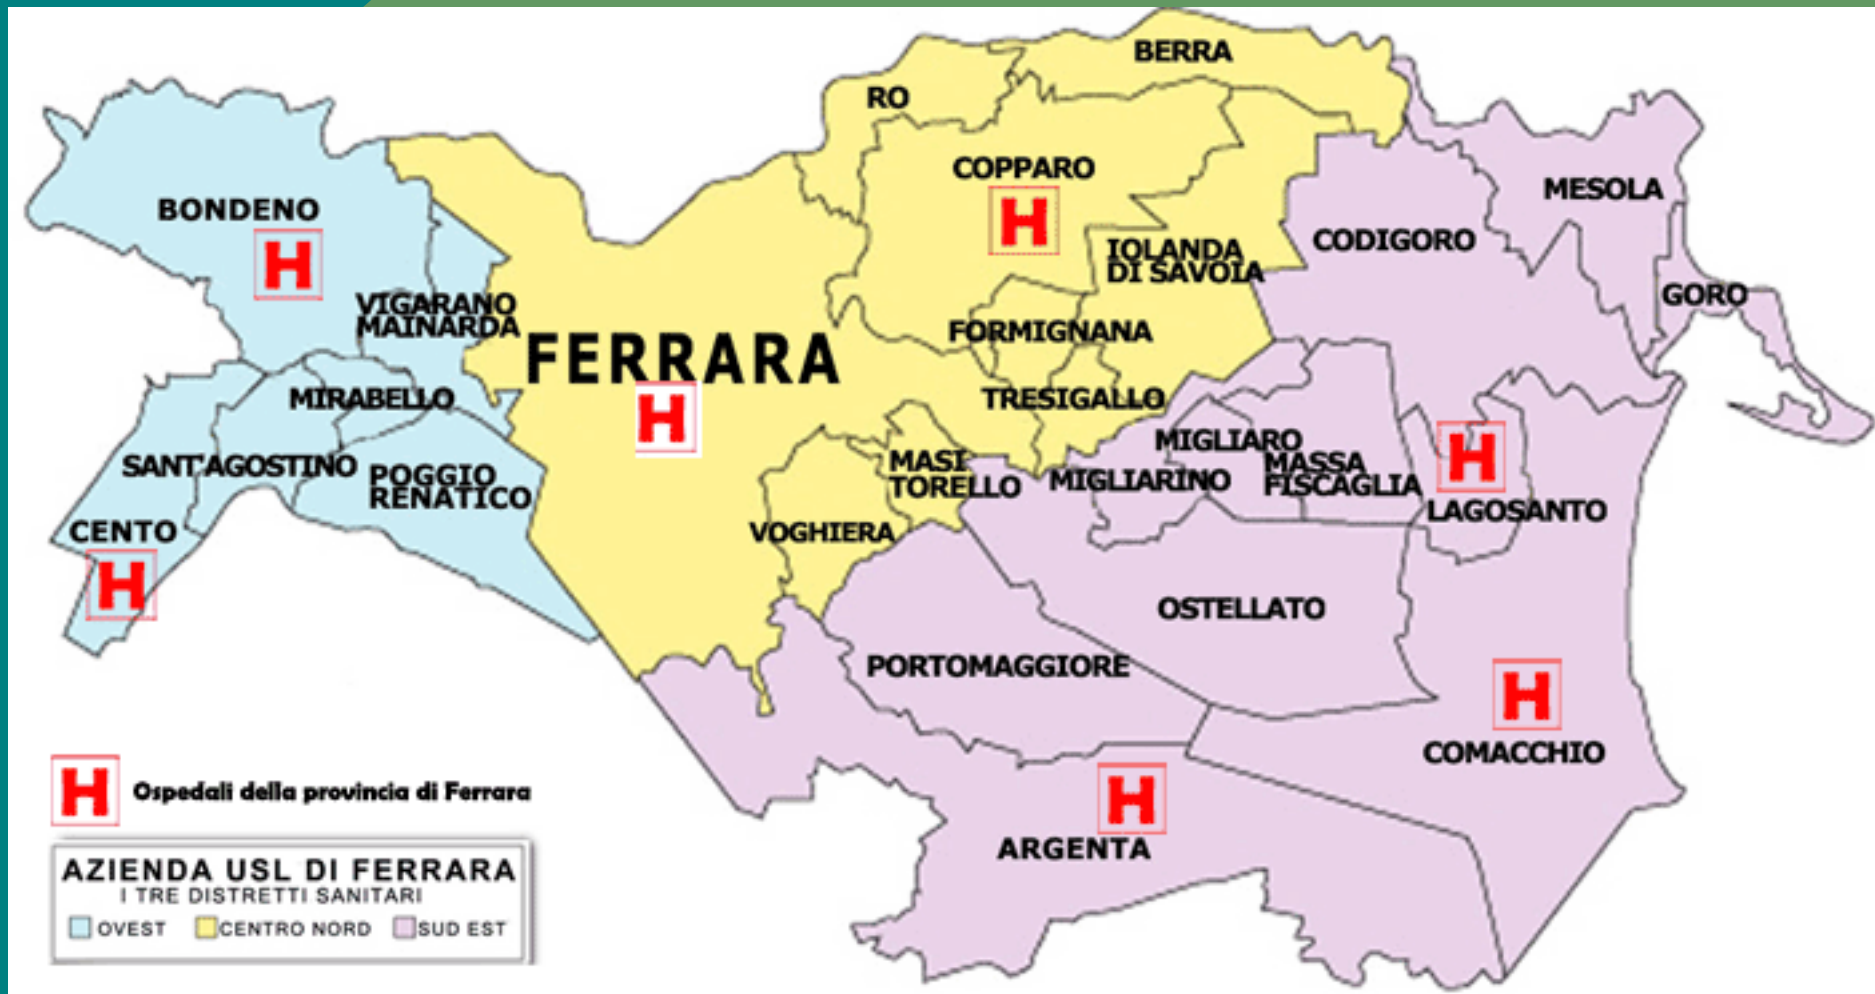 BERRA
RO
COPPARO
H
MESOLA
BONDENO
H
CODIGORO
IOLANDA
DI SAVOIA
GORO
VIGARANO
MAINARDA
FORMIGNANA
FERRARA
H
TRESIGALLO
MIRABELLO
MIGLIARO
H
MASSA
FISCAGLIA
MASI
TORELLO
MIGLIARINO
LAGOSANTO
SANT'AGOSTINO
POGGIO
RENATICO
CENTO
H
VOGHIERA
OSTELLATO
PORTOMAGGIORE
H
COMACCHIO
H
ARGENTA
H Ospedali della provincia di Ferrara
AZIENDA USL DI FERRARA
I TRE DISTRETTI SANITARI
OVEST CENTRO NORD SUD EST